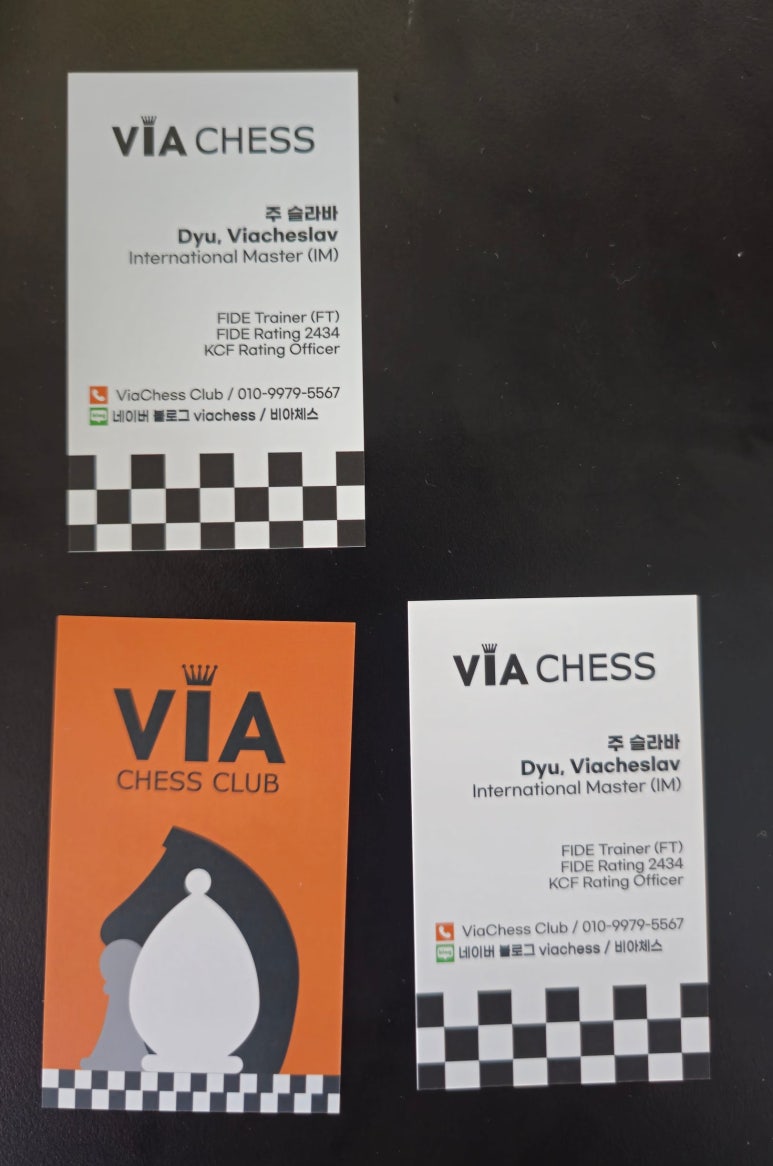 VIA CHESS
주 슬라바
Dyu, Viacheslav
International Master (IM)
FIDE Trainer (FT)
FIDE Rating 2434
KCF Rating Officer
ViaChess Club / 010-9979-5567
네이버 블로그 viachess / 비아체스
VIA
CHESS CLUB
VIA CHESS
주 슬라바
Dyu, Viacheslav
International Master (IM)
FIDE Trainer (FT)
FIDE Rating 2434
KCF Rating Officer
ViaChess Club / 010-9979-5567
네이버 블로그 viachess / 비아체스